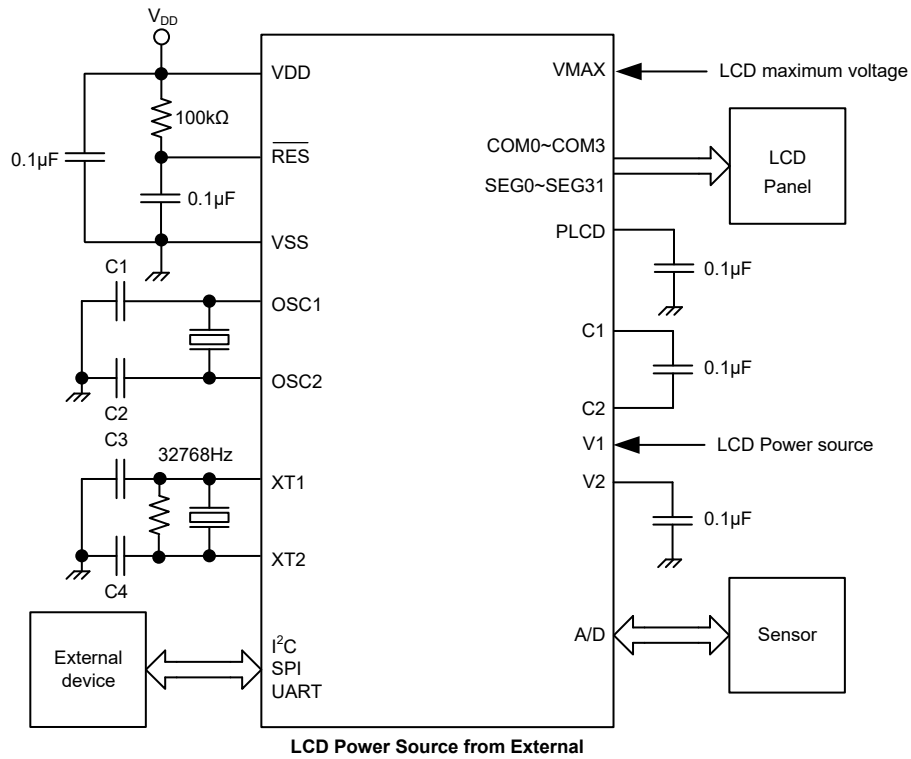 VDD
VDD
100kΩ
0.1μF
RES
0.1μF
VSS
C1
OSC1
OSC2
C2
C3
32768Hz
XT1
XT2
C4
External
device
I²C
SPI
UART
VMAX
LCD maximum voltage
COM0~COM3
SEG0~SEG31
LCD
Panel
PLCD
0.1μF
C1
0.1μF
C2
V1
LCD Power source
V2
0.1μF
A/D
Sensor
LCD Power Source from External